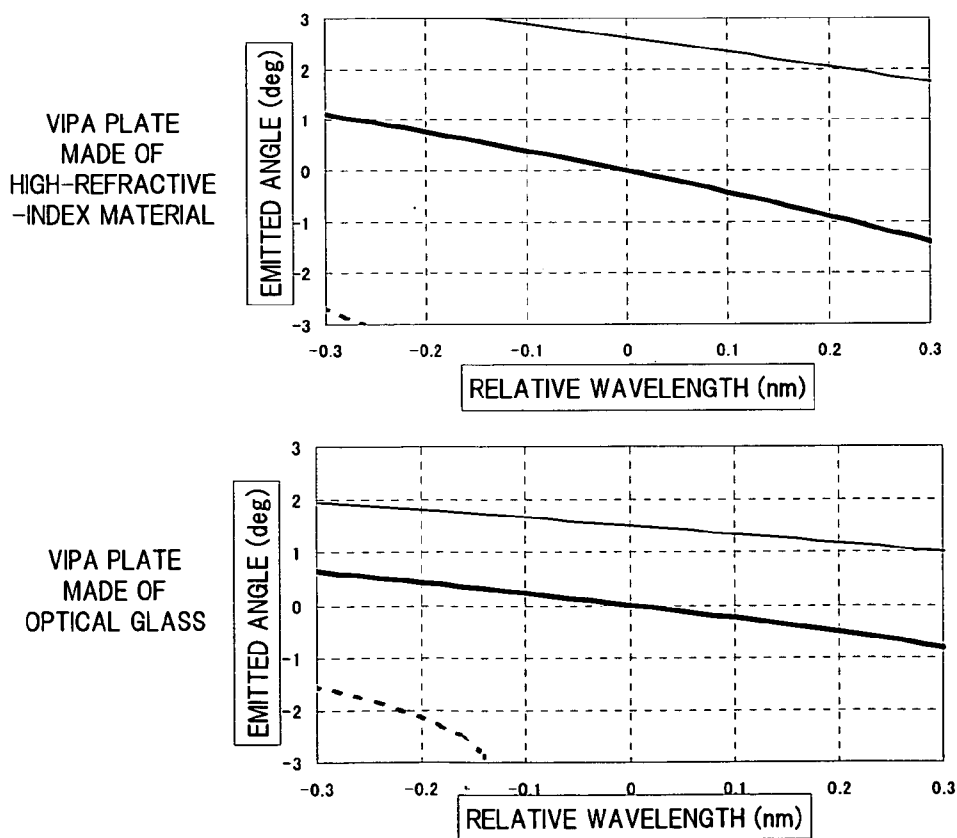 VIPA PLATE
MADE OF
HIGH-REFRACTIVE
-INDEX MATERIAL
EMITTED ANGLE (deg)
3
2
1
0
-1
-2
-3
-0.3 -0.2 -0.1 0 0.1 0.2 0.3
RELATIVE WAVELENGTH (nm)
VIPA PLATE
MADE OF
OPTICAL GLASS
EMITTED ANGLE (deg)
3
2
1
0
-1
-2
-3
-0.3 -0.2 -0.1 0 0.1 0.2 0.3
RELATIVE WAVELENGTH (nm)